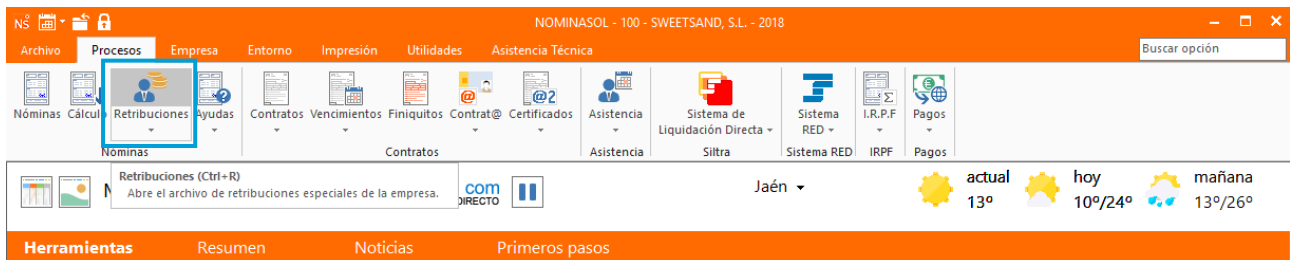 NOMINASOL - 100 - SWEETSAND, S.L. - 2018
Archivo Procesos Empresa Entorno Impresión Utilidades Asistencia Técnica Buscar opción
Nóminas Cálculo Retribuciones Ayudas Contratos Vencimientos Finiquitos Contrat@ Certificados Asistencia Sistema de Liquidación Directa Sistema RED I.R.P.F Pagos
Nóminas Contratos Asistencia Siltra Sistema RED IRPF Pagos
Retribuciones (Ctrl+R)
Abre el archivo de retribuciones especiales de la empresa.
com
DIRECTO
Jaén
actual hoy mañana
13º 10º/24º 13º/26º
Herramientas Resumen Noticias Primeros pasos